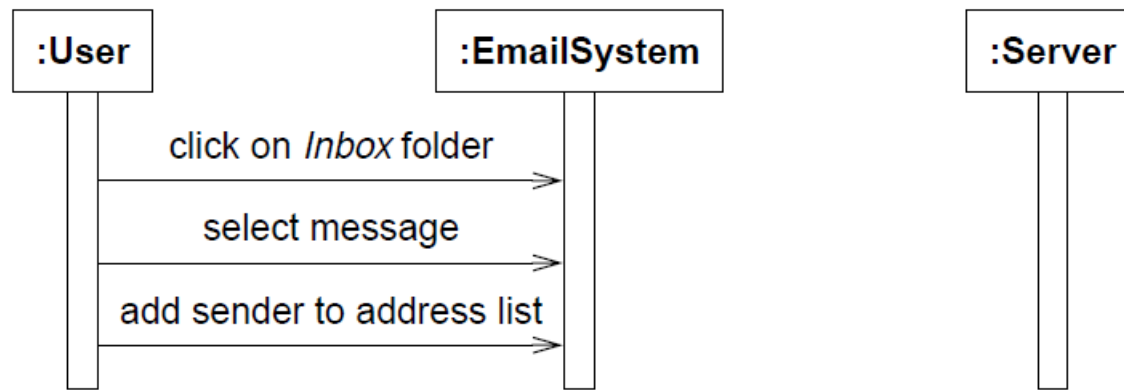 :User
:EmailSystem
:Server
click on Inbox folder
select message
add sender to address list